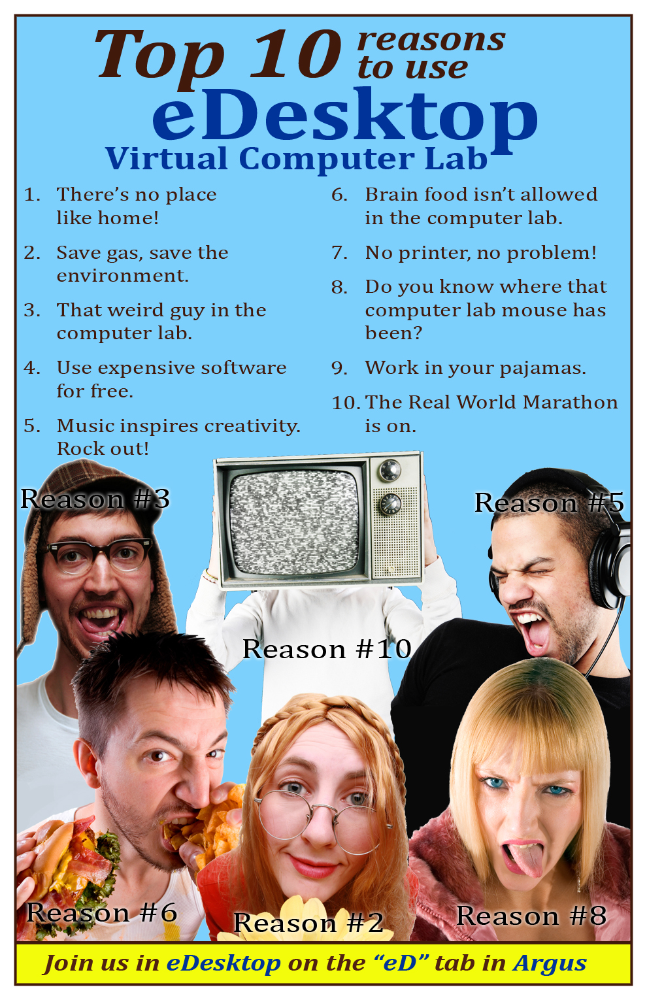 Top 10 reasons
to use
eDesktop
Virtual Computer Lab
1. There’s no place
like home!
2. Save gas, save the
environment.
3. That weird guy in the
computer lab.
4. Use expensive software
for free.
5. Music inspires creativity.
Rock out!
6. Brain food isn’t allowed
in the computer lab.
7. No printer, no problem!
8. Do you know where that
computer lab mouse has
been?
9. Work in your pajamas.
10. The Real World Marathon
is on.
Reason #3
Reason #5
Reason #10
Reason #6
Reason #2
Reason #8
Join us in eDesktop on the “eD” tab in Argus